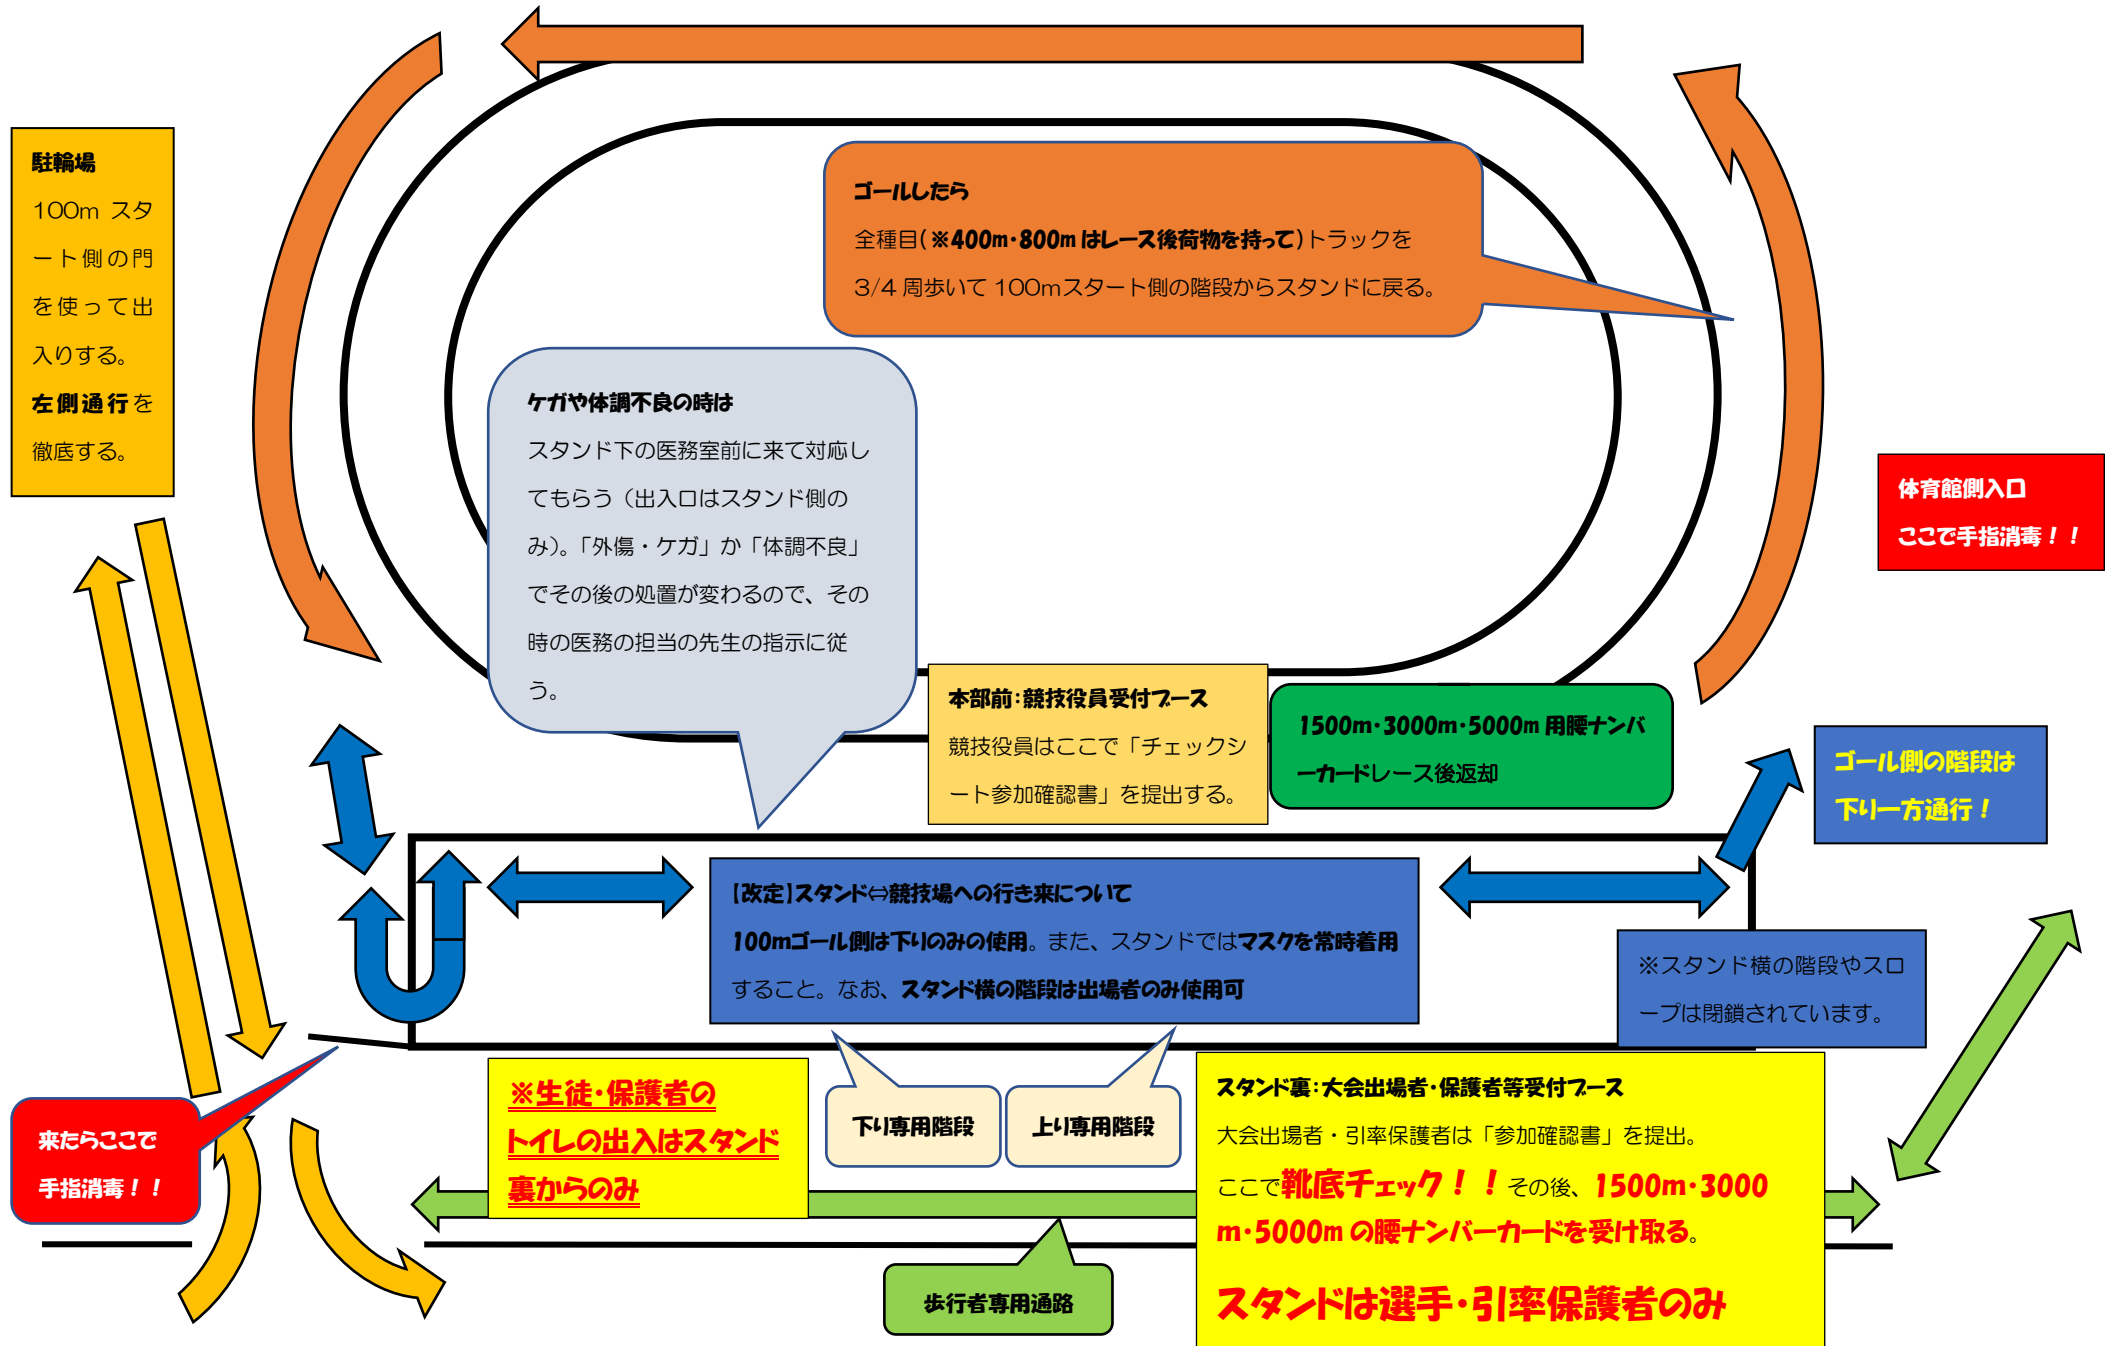 駐輪場
100m スタ
ート側の門
を使って出
入りする。
左側通行を
徹底する。
ゴールしたら
全種目(※400m・800mはレース後荷物を持って)トラックを
3/4 周歩いて 100mスタート側の階段からスタンドに戻る。
ケガや体調不良の時は
スタンド下の医務室前に来て対応し
てもらう（出入口はスタンド側の
み）。「外傷・ケガ」か「体調不良」
でその後の処置が変わるので、その
時の医務の担当の先生の指示に従
う。
体育館側入口
ここで手指消毒！！
本部前：競技役員受付ブース
競技役員はここで「チェックシ
ート参加確認書」を提出する。
1500m・3000m・5000m 用腰ナンバ
ーカードレース後返却
ゴール側の階段は
下り一方通行！
【改定】スタンド⇔競技場への行き来について
100mゴール側は下りのみの使用。また、スタンドではマスクを常時着用
すること。なお、スタンド横の階段は出場者のみ使用可
※スタンド横の階段やスロ
ープは閉鎖されています。
来たらここで
手指消毒！！
※生徒・保護者の
トイレの出入はスタンド
裏からのみ
下り専用階段
上り専用階段
スタンド裏：大会出場者・保護者等受付ブース
大会出場者・引率保護者は「参加確認書」を提出。
ここで靴底チェック！！その後、1500m・3000
m・5000m の腰ナンバーカードを受け取る。
スタンドは選手・引率保護者のみ
歩行者専用通路